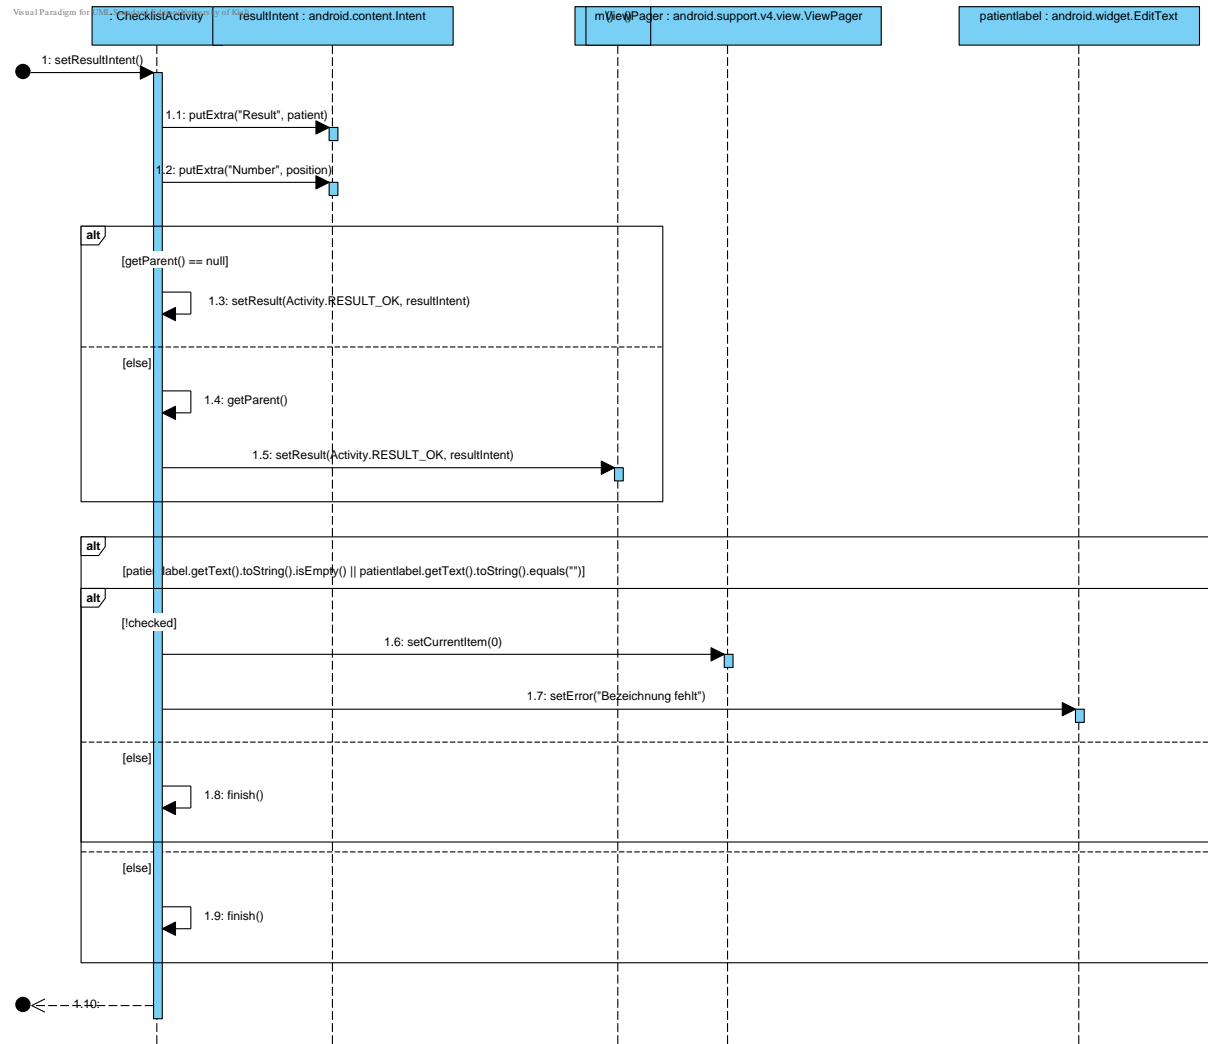 Visual Paradigm for UML
: ChecklistActivity
resultIntent : android.content.Intent
mViewPager : android.support.v4.view.ViewPager
patientlabel : android.widget.EditText
1: setResultIntent()
1.1: putExtra("Result", patient)
1.2: putExtra("Number", position)
alt
[getParent() == null]
1.3: setResult(Activity.RESULT_OK, resultIntent)
[else]
1.4: getParent()
1.5: setResult(Activity.RESULT_OK, resultIntent)
alt
[patientlabel.getText().toString().isEmpty() || patientlabel.getText().toString().equals("")]
alt
[!checked]
1.6: setCurrentItem(0)
1.7: setError("Bezeichnung fehlt")
[else]
1.8: finish()
[else]
1.9: finish()
1.10: